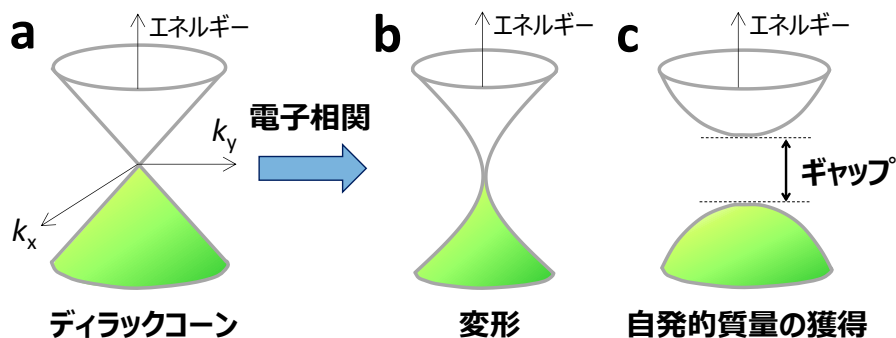 a
エネルギー
k_y
k_x
ディラックコーン
電子相関
b
エネルギー
変形
c
エネルギー
ギャップ
自発的質量の獲得